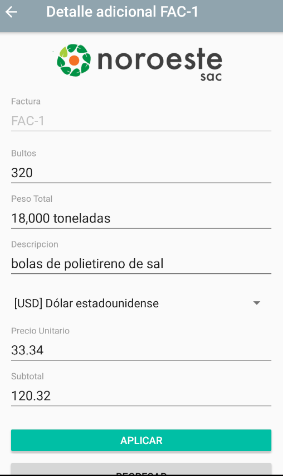 Detalle adicional FAC-1
noroeste
sac
Factura
FAC-1
Bultos
320
Peso Total
18,000 toneladas
Descripcion
bolas de polietireno de sal
[USD] Dólar estadounidense
Precio Unitario
33.34
Subtotal
120.32
APLICAR
REGRESAR